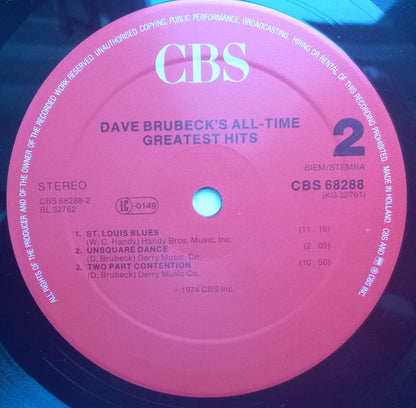 ALL RIGHTS OF THE PRODUCER AND OF THE OWNER OF THE RECORDED WORK RESERVED. UNAUTHORISED COPYING, PUBLIC PERFORMANCE, BROADCASTING, HIRING OR RENTAL OF THIS RECORDING PROHIBITED. MADE IN HOLLAND. CBS AND ® CBS INC
CBS
DAVE BRUBECK'S ALL-TIME
GREATEST HITS
2
BIEM/STEMRA
STEREO
CBS 68288
(KG 32761)
CBS 68288-2
BL 32762
LC-0149
1. ST. LOUIS BLUES (11 : 15)
(W. C. Handy) Handy Bros. Music, Inc.
2. UNSQUARE DANCE (2 : 05)
(D. Brubeck) Derry Music Co.
3. TWO PART CONTENTION (10 : 50)
(D. Brubeck) Derry Music Co.
℗ 1974 CBS Inc.